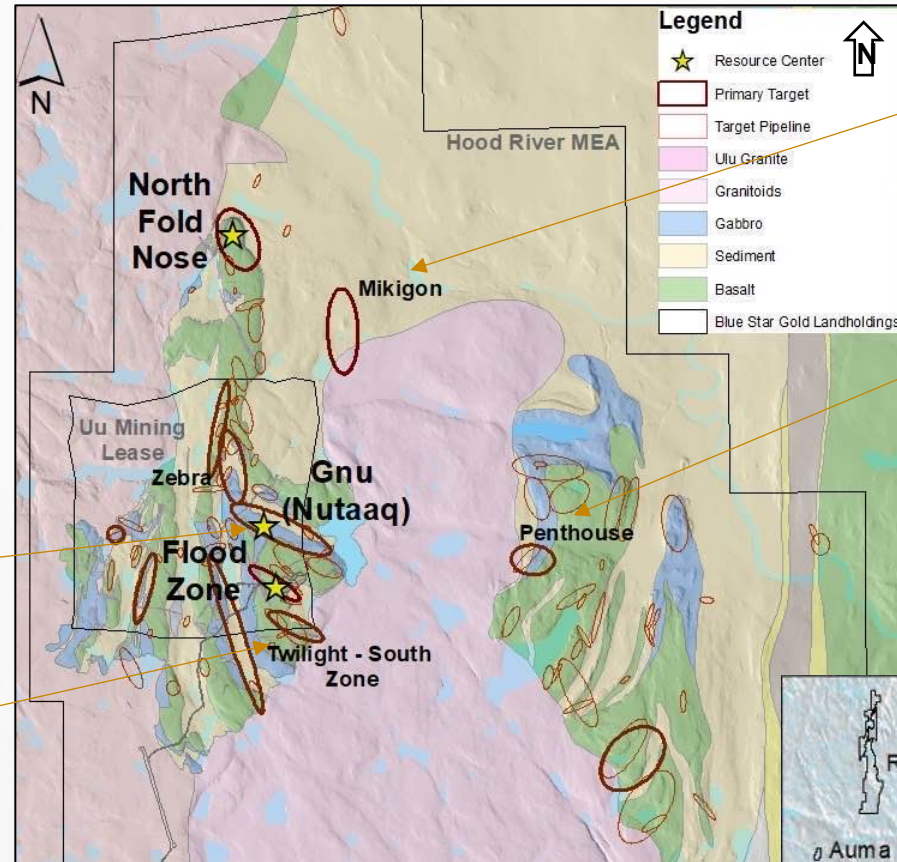 Legend
N
Resource Center
Primary Target
Target Pipeline
Ulu Granite
Granitoids
Gabbro
Sediment
Basalt
Blue Star Gold Landholdings
N
Hood River MEA
North
Fold
Nose
Mikigon
Uu Mining
Lease
Zebra
Gnu
(Nutaaq)
Flood
Zone
Penthouse
Twilight - South
Zone
R
Auma